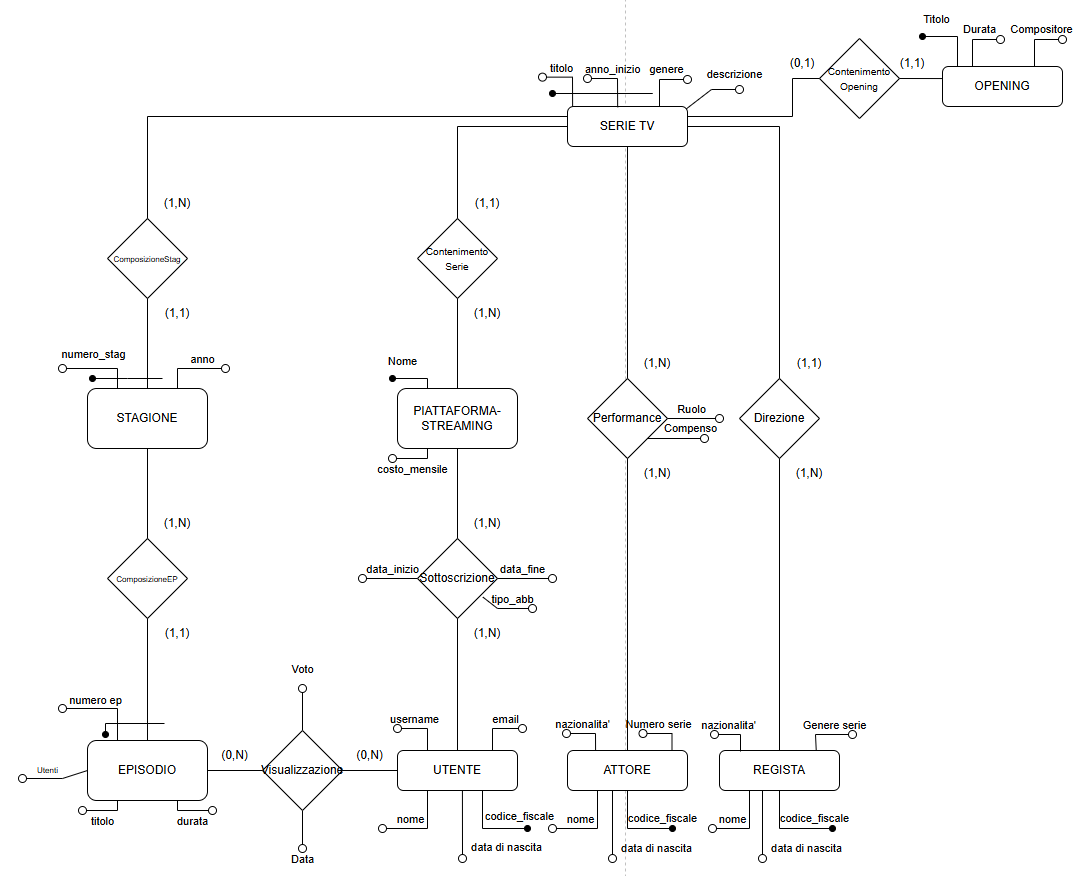 Titolo
Durata
Compositore
(0,1)
Contenimento
Opening
(1,1)
OPENING
titolo
anno_inizio
genere
descrizione
SERIE TV
(1,N)
ComposizioneStag
(1,1)
(1,1)
Contenimento
Serie
(1,N)
numero_stag
anno
STAGIONE
Nome
PIATTAFORMA-
STREAMING
costo_mensile
(1,N)
Performance
Ruolo
Compenso
(1,N)
(1,1)
Direzione
(1,N)
(1,N)
ComposizioneEP
(1,1)
(1,N)
data_inizio
Sottoscrizione
data_fine
tipo_abb
(1,N)
numero ep
EPISODIO
Utenti
titolo
durata
(0,N)
Voto
Visualizzazione
Data
(0,N)
username
email
UTENTE
nome
codice_fiscale
data di nascita
nazionalita'
Numero serie
ATTORE
nome
codice_fiscale
data di nascita
nazionalita'
Genere serie
REGISTA
nome
codice_fiscale
data di nascita